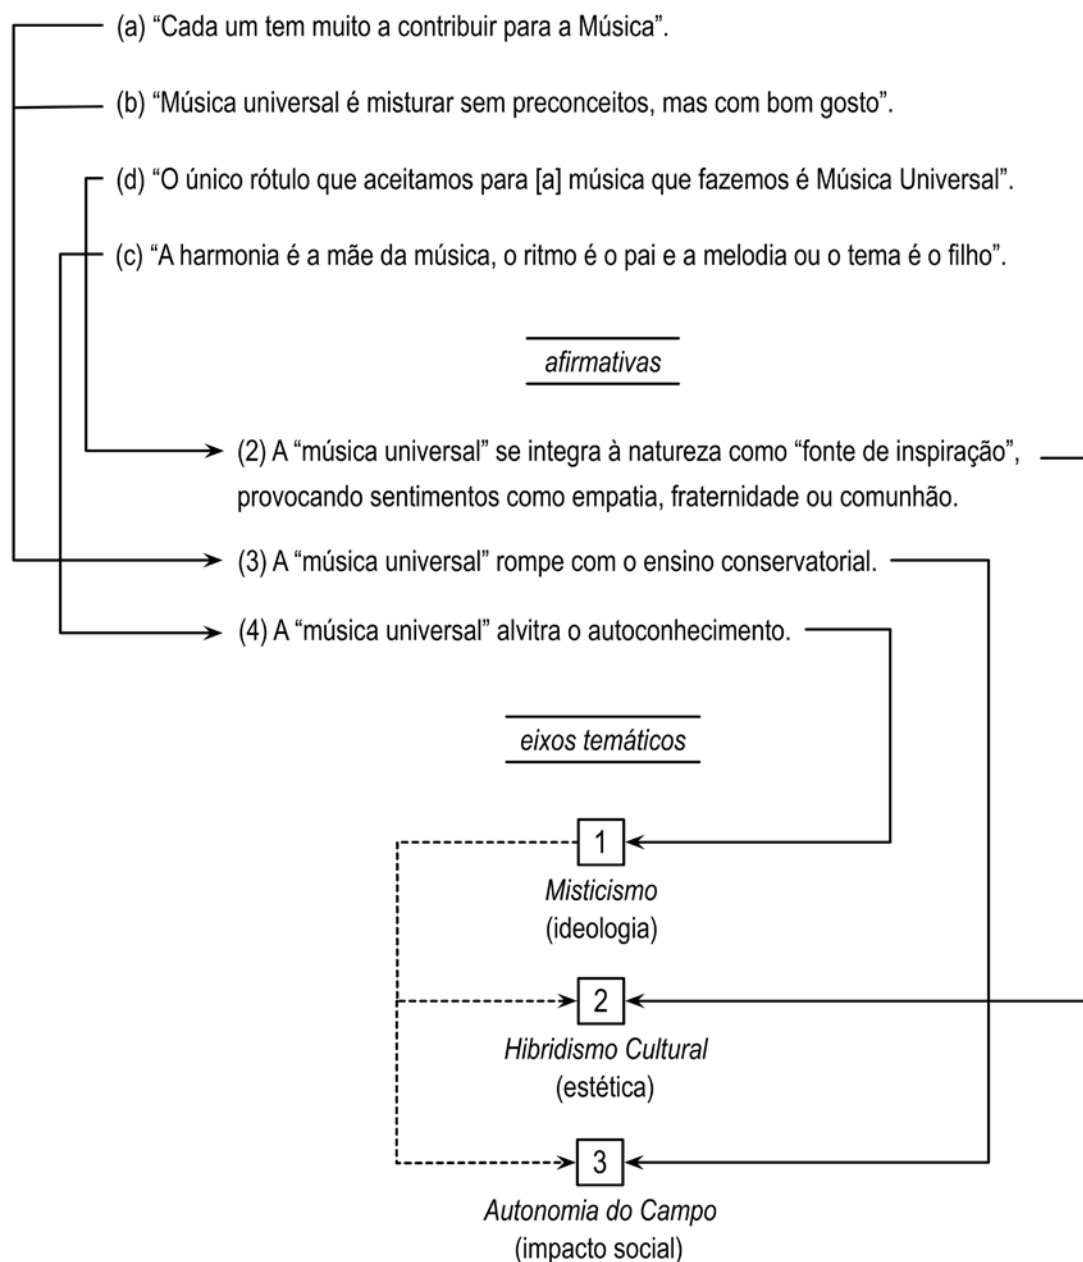 (a) “Cada um tem muito a contribuir para a Música”.
(b) “Música universal é misturar sem preconceitos, mas com bom gosto”.
(d) “O único rótulo que aceitamos para [a] música que fazemos é Música Universal”.
(c) “A harmonia é a mãe da música, o ritmo é o pai e a melodia ou o tema é o filho”.
afirmativas
(2) A “música universal” se integra à natureza como “fonte de inspiração”,
provocando sentimentos como empatia, fraternidade ou comunhão.
(3) A “música universal” rompe com o ensino conservatorial.
(4) A “música universal” alvitra o autoconhecimento.
eixos temáticos
1
Misticismo
(ideologia)
2
Hibridismo Cultural
(estética)
3
Autonomia do Campo
(impacto social)